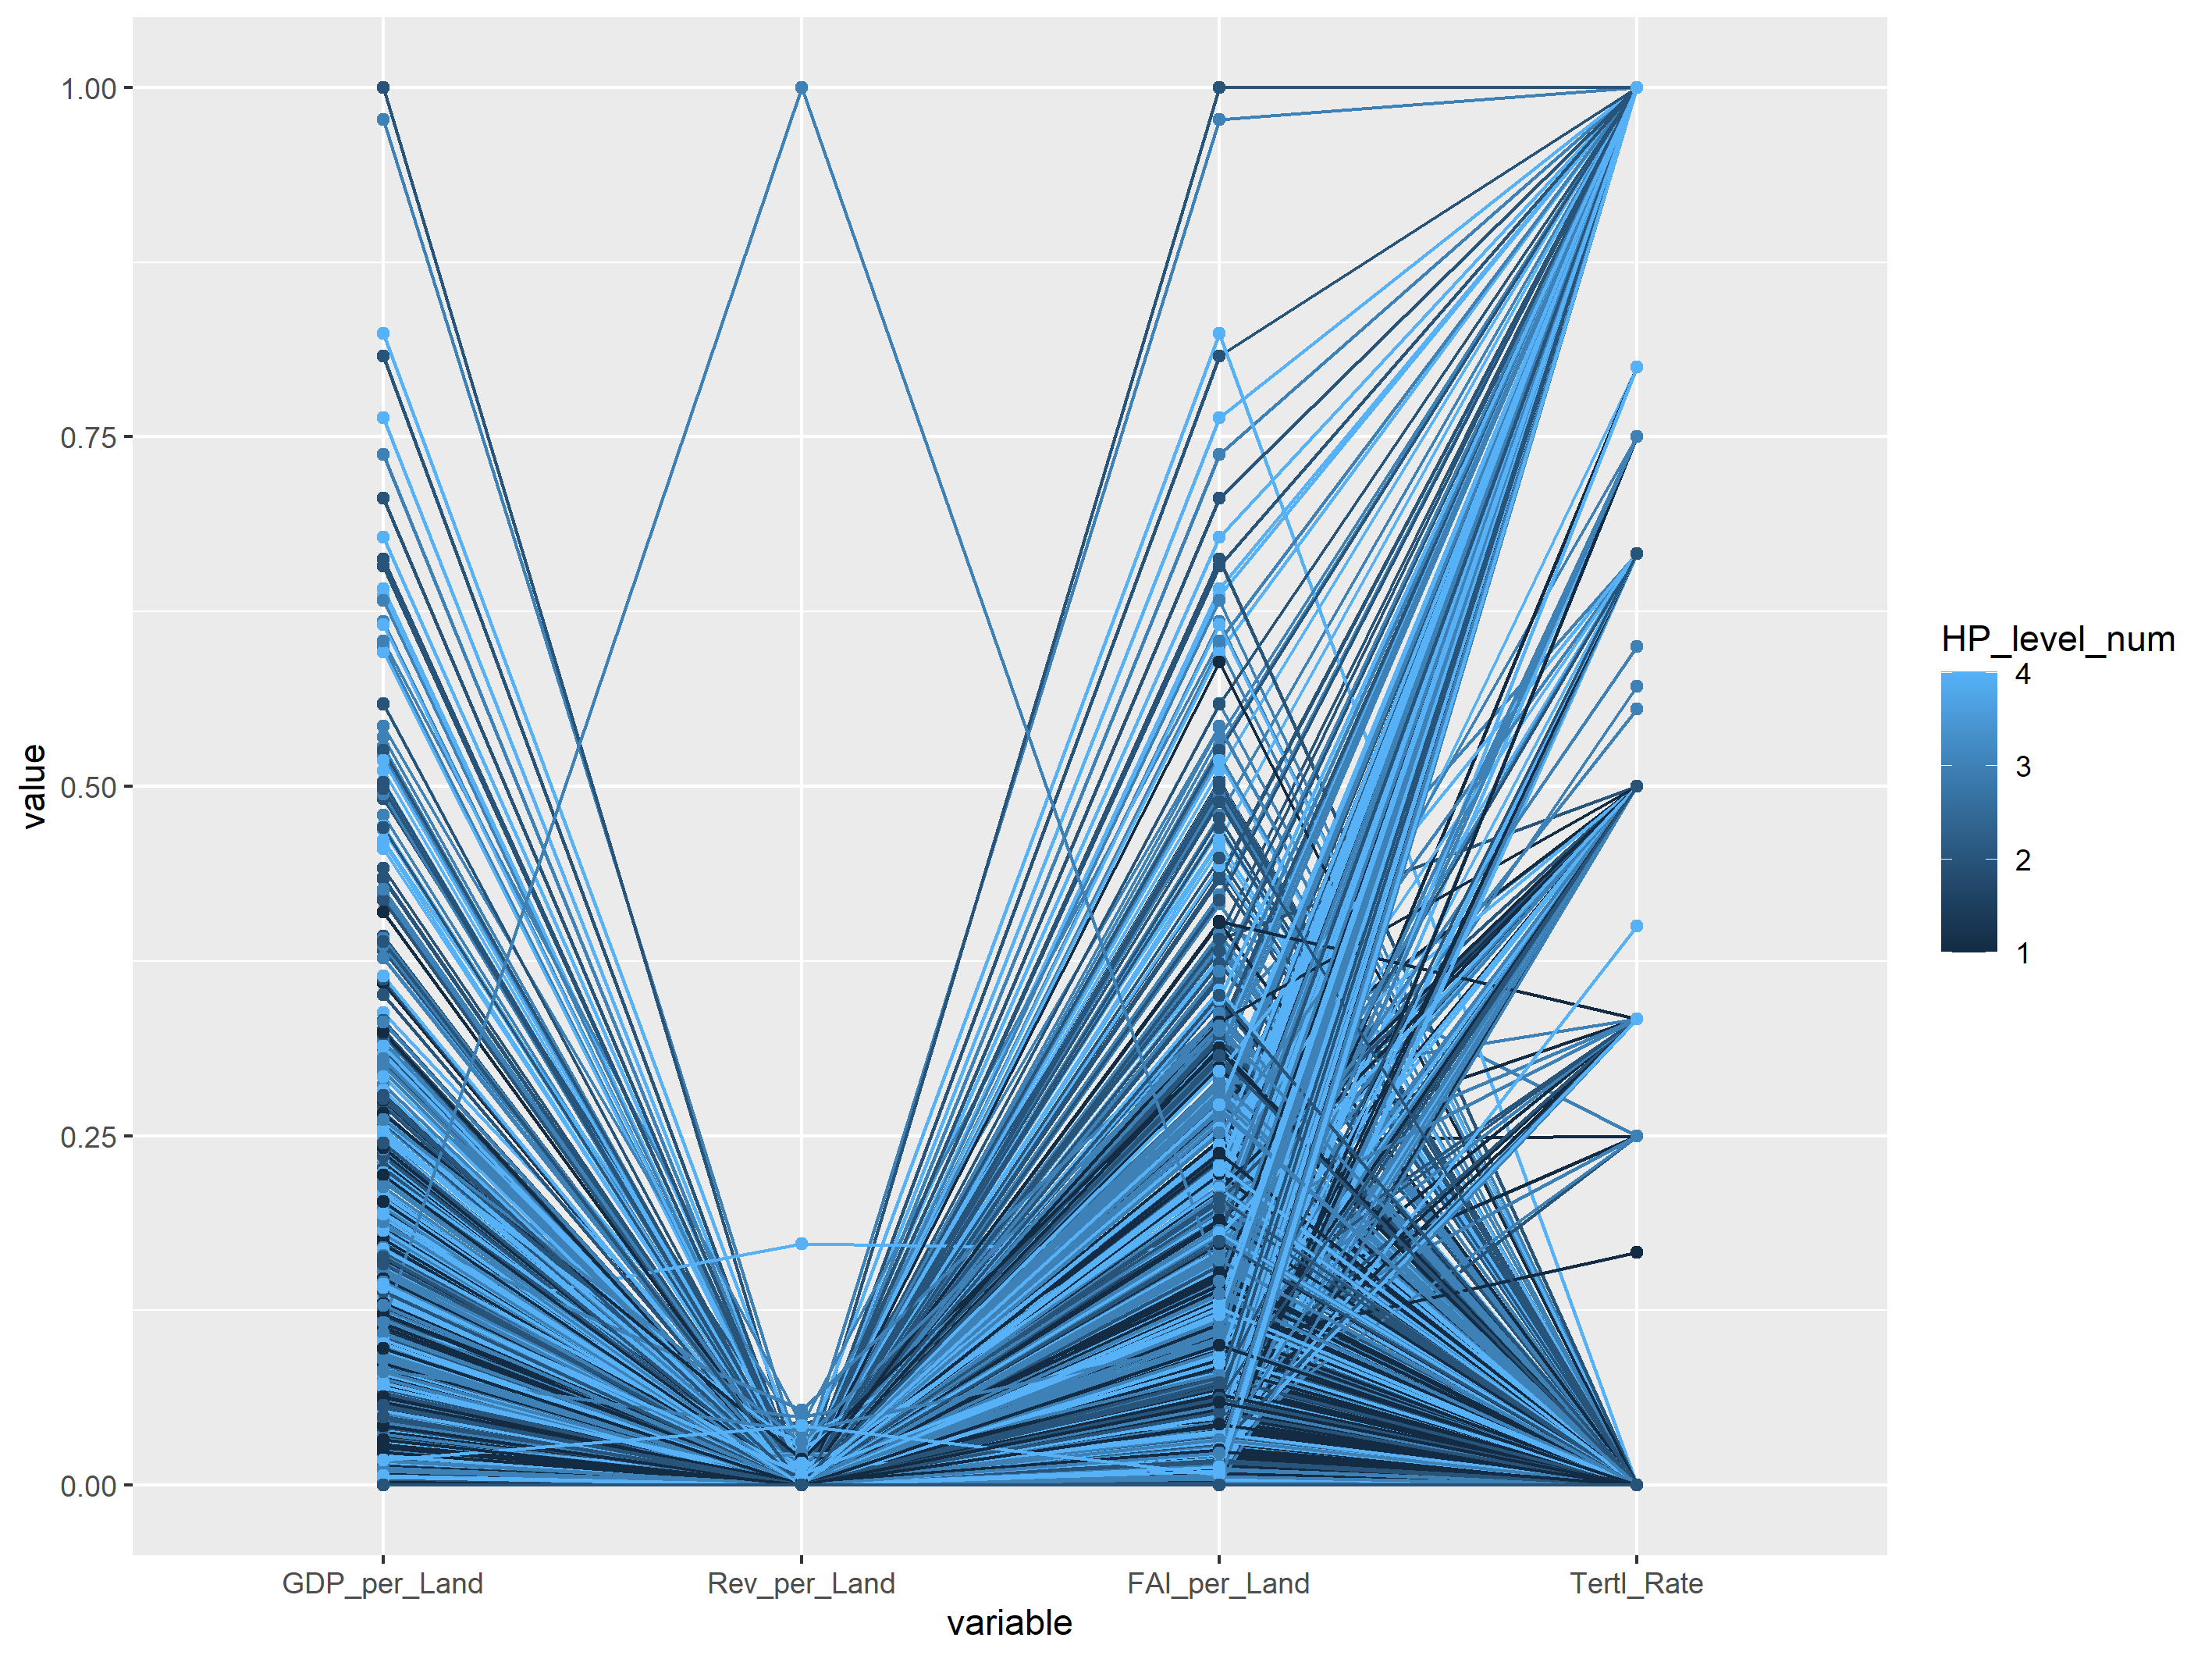 1.00
0.75
0.50
0.25
0.00
value
GDP_per_Land
Rev_per_Land
FAI_per_Land
TertI_Rate
variable
HP_level_num
4
3
2
1